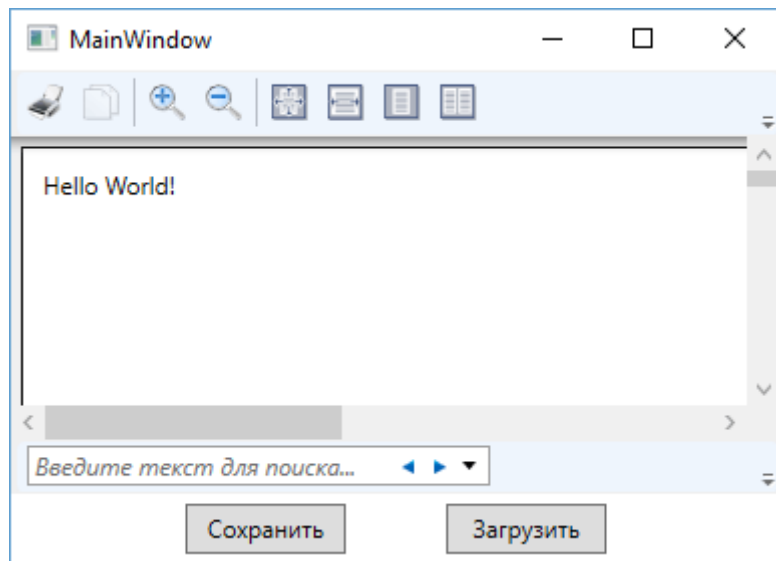 MainWindow
Hello World!
Введите текст для поиска...
Сохранить Загрузить